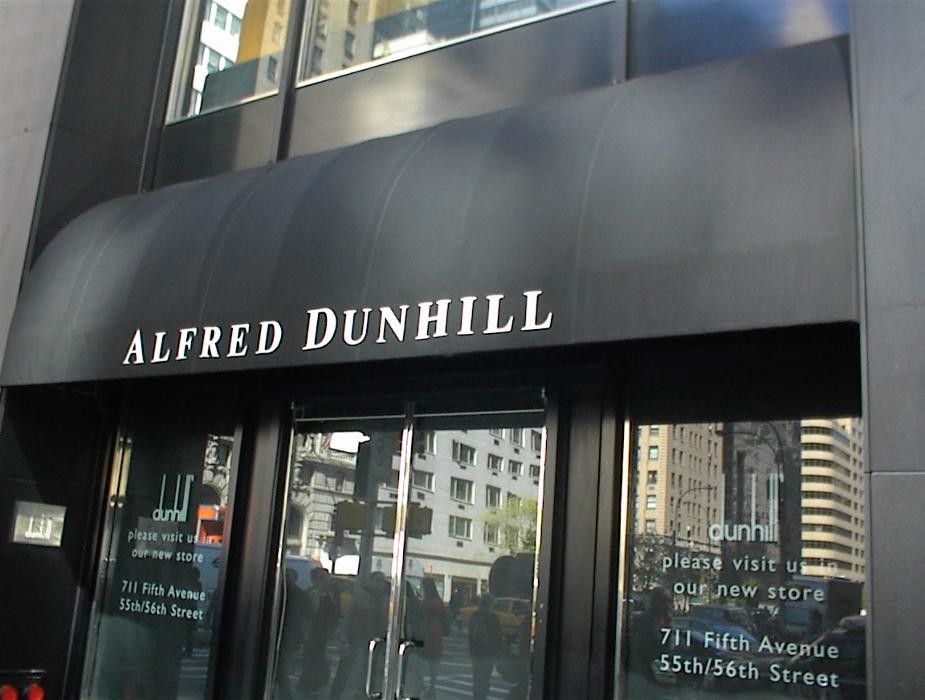 ALFRED DUNHILL
dunhill
please visit us in
our new store
711 Fifth Avenue
55th/56th Street
dunhill
dunhill
please visit us in
our new store
711 Fifth Avenue
55th/56th Street